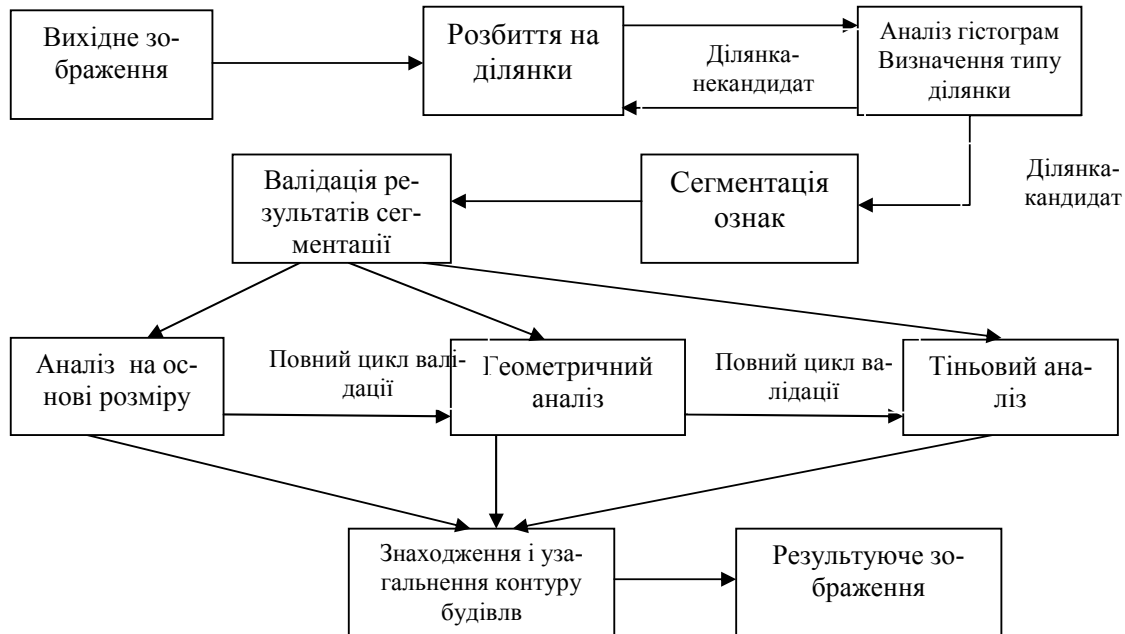 Вихідне зо-
браження
Розбиття на
ділянки
Ділянка-
некандидат
Аналіз гістограм
Визначення типу
ділянки
Ділянка-
кандидат
Сегментація
ознак
Валідація ре-
зультатів сег-
ментації
Аналіз на ос-
нові розміру
Повний цикл валі-
дації
Геометричний
аналіз
Повний цикл ва-
лідації
Тіньовий ана-
ліз
Знаходження і уза-
гальнення контуру
будівлв
Результуюче зо-
браження